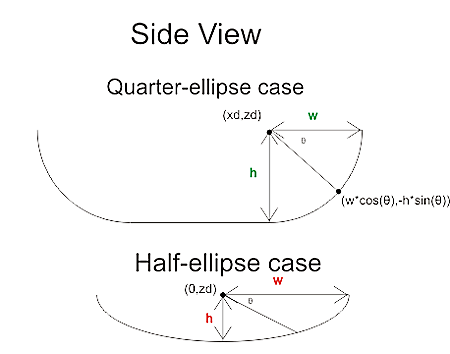 Side View
Quarter-ellipse case
(xd,zd)
w
θ
h
(w*cos(θ),-h*sin(θ))
Half-ellipse case
w
(0,zd)
θ
h